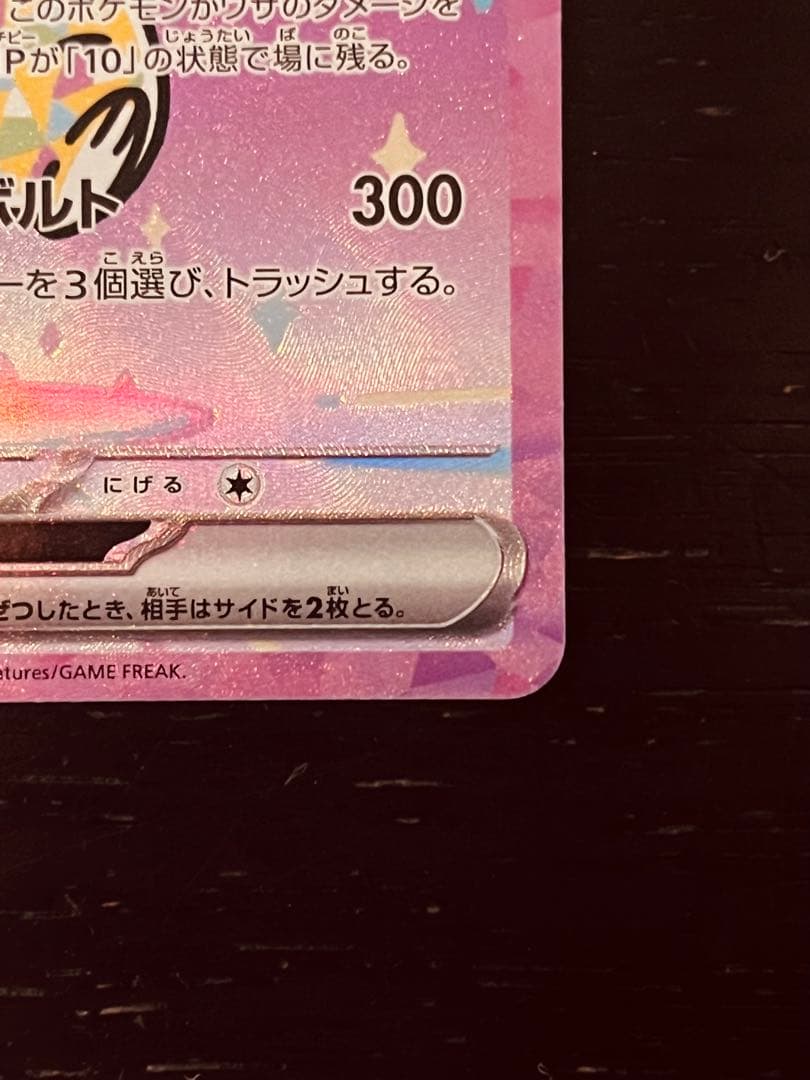 このポケモンがワザのダメージを
Pが「10」の状態で場に残る。
ボルト 300
ーを3個選び、トラッシュする。
にげる
ぜつしたとき、相手はサイドを2枚とる。
atures/GAME FREAK.